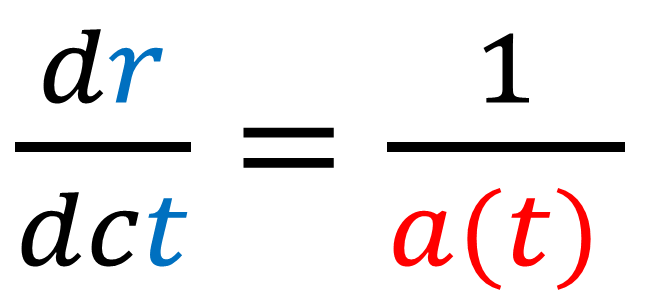 dr/dct = 1/a(t)